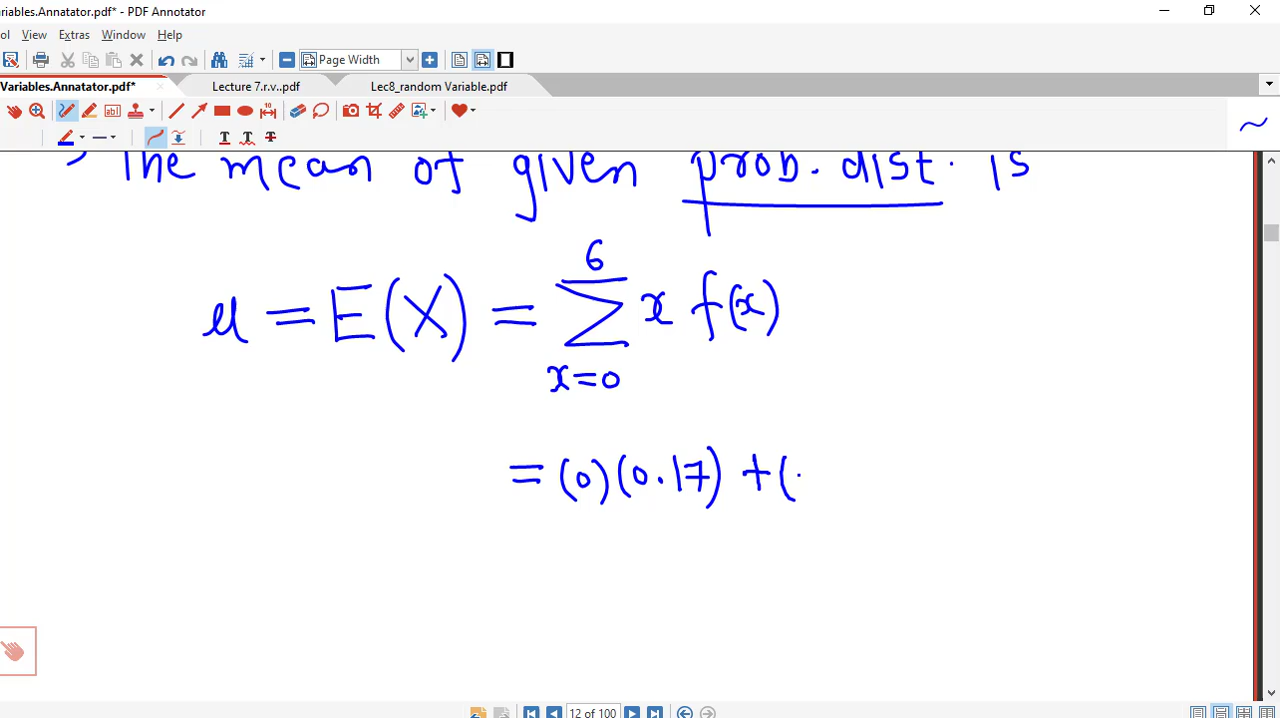 ariables.Annatator.pdf* - PDF Annotator
ol View Extras Window Help
Page Width
ariables.Annatator.pdf* Lecture 7.r.v..pdf Lec8_random Variable.pdf
The mean of given prob. dist. is
μ = E(X) = ∑ x f(x)
6
x=0
= (0)(0.17) + (
12 of 100